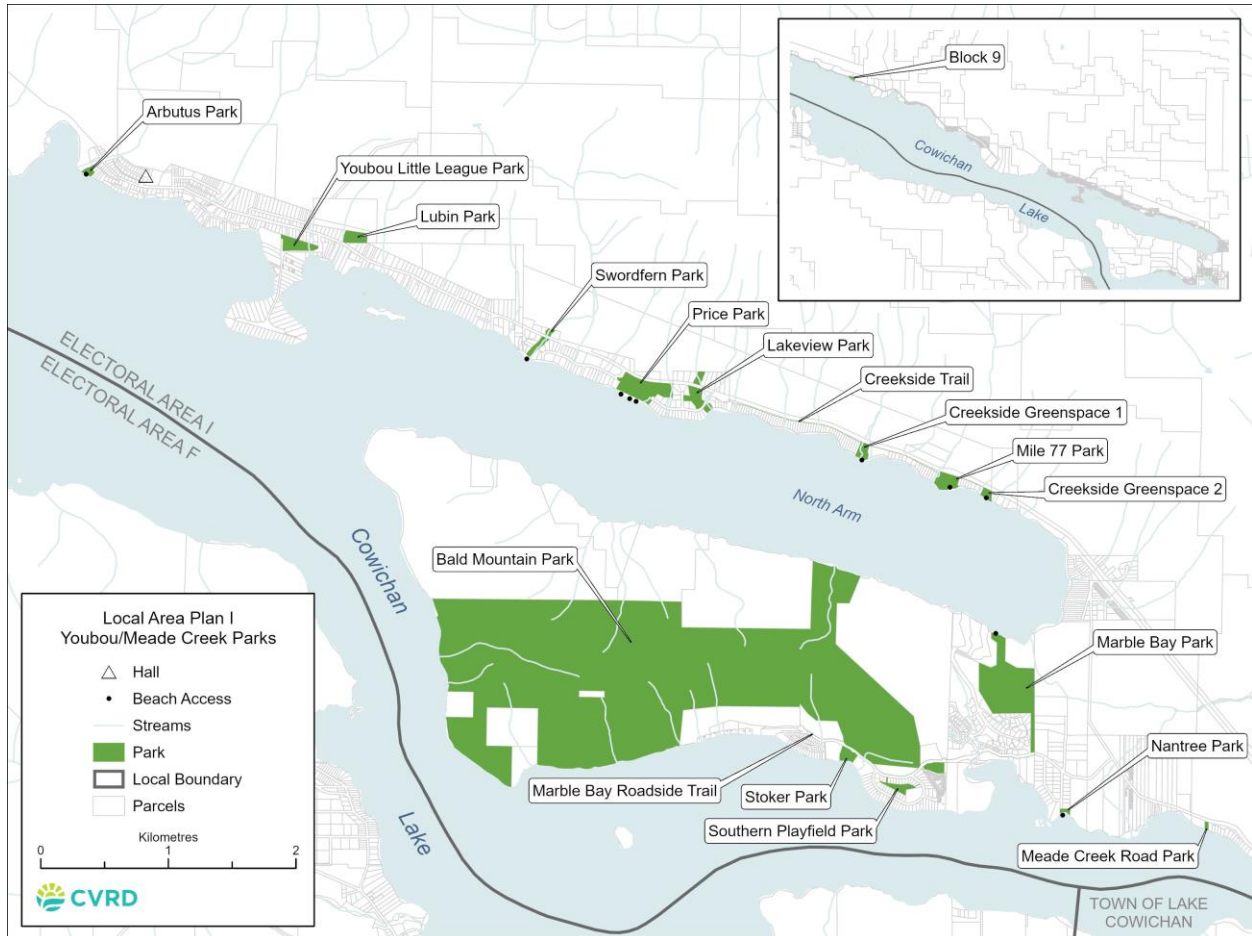 Block 9
Cowichan
Lake
Arbutus Park
Youbou Little League Park
Lubin Park
Swordfern Park
Price Park
Lakeview Park
Creekside Trail
Creekside Greenspace 1
Mile 77 Park
Creekside Greenspace 2
ELECTORAL AREA I
ELECTORAL AREA F
North Arm
Cowichan
Lake
Bald Mountain Park
Marble Bay Park
Nantree Park
Marble Bay Roadside Trail
Stoker Park
Southern Playfield Park
Meade Creek Road Park
TOWN OF LAKE
COWICHAN
Local Area Plan I
Youbou/Meade Creek Parks
Hall
Beach Access
Streams
Park
Local Boundary
Parcels
Kilometres
0 1 2
CVRD